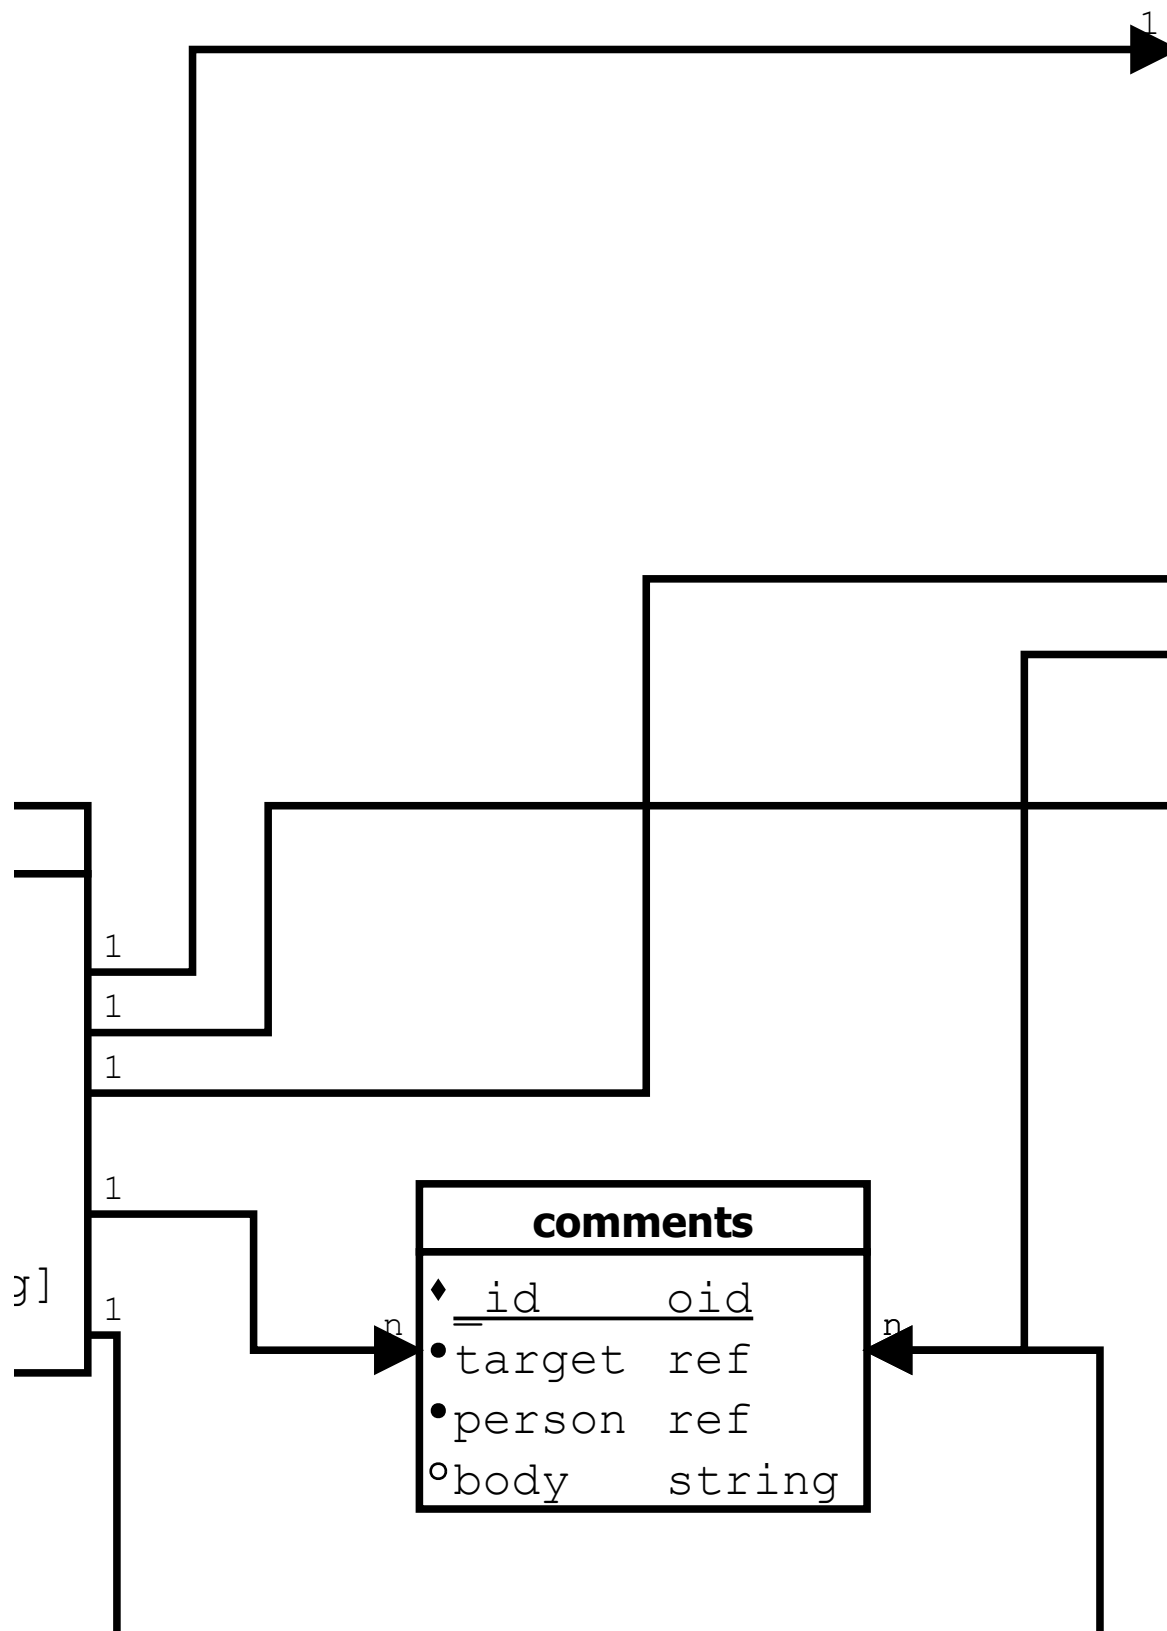 1
1
1
1
1
comments
_id oid
g]
1
n
n
target ref
person ref
body string